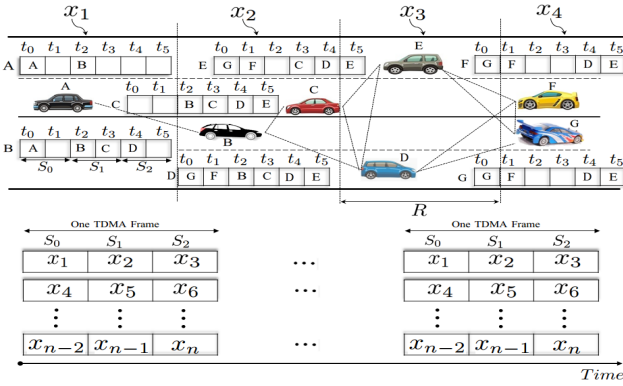 x₁ x₂ x₃ x₄
t₀ t₁ t₂ t₃ t₄ t₅
A A B
t₀ t₁ t₂ t₃ t₄ t₅
E G F C D E
E
t₀ t₁ t₂ t₃ t₄ t₅
F G F D E
A
t₀ t₁ t₂ t₃ t₄ t₅
C B C D E
C
F
B
G
t₀ t₁ t₂ t₃ t₄ t₅
B A B C D
S₀ S₁ S₂
t₀ t₁ t₂ t₃ t₄ t₅
D G F B C D E
D
t₀ t₁ t₂ t₃ t₄ t₅
G G F D E
R
One TDMA Frame One TDMA Frame
S₀ S₁ S₂ S₀ S₁ S₂
x₁ x₂ x₃ ... x₁ x₂ x₃
x₄ x₅ x₆ ... x₄ x₅ x₆
⋮ ⋮ ⋮ ⋮ ⋮ ⋮
xₙ₋₂ xₙ₋₁ xₙ ... xₙ₋₂ xₙ₋₁ xₙ
Time